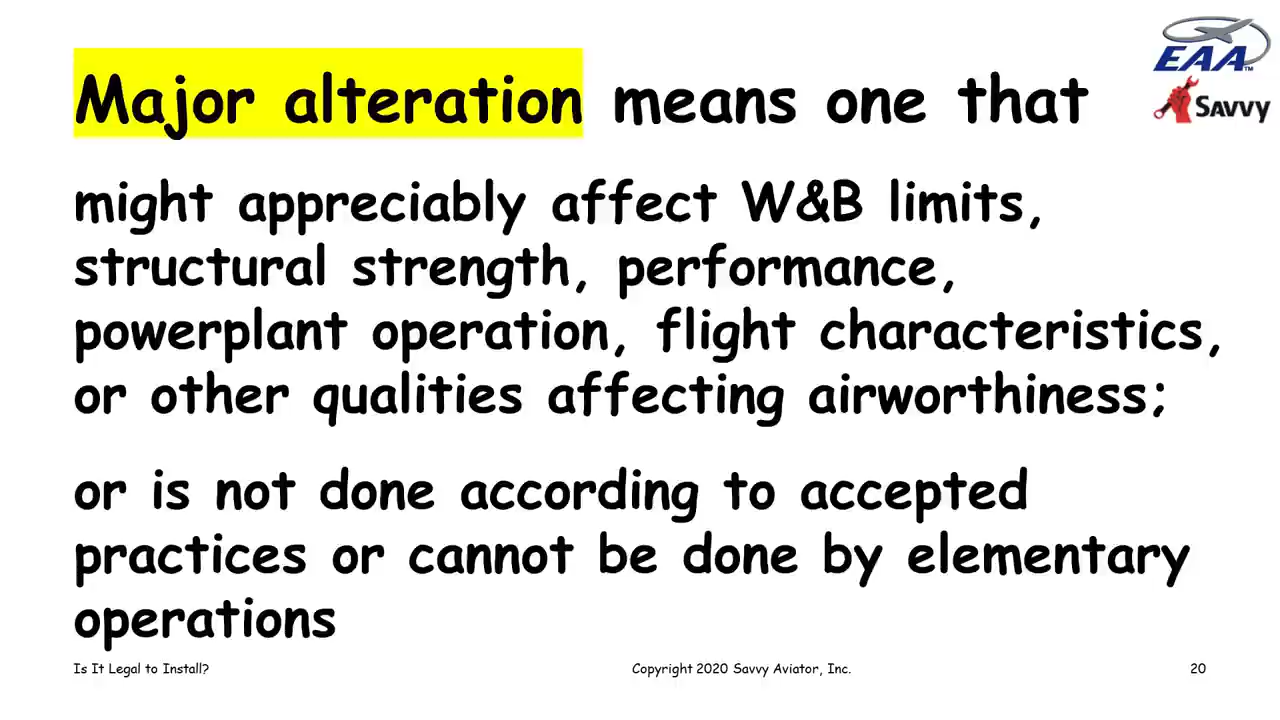 Major alteration means one that
EAA™
Savvy
might appreciably affect W&B limits,
structural strength, performance,
powerplant operation, flight characteristics,
or other qualities affecting airworthiness;
or is not done according to accepted
practices or cannot be done by elementary
operations
Is It Legal to Install?
Copyright 2020 Savvy Aviator, Inc.
20